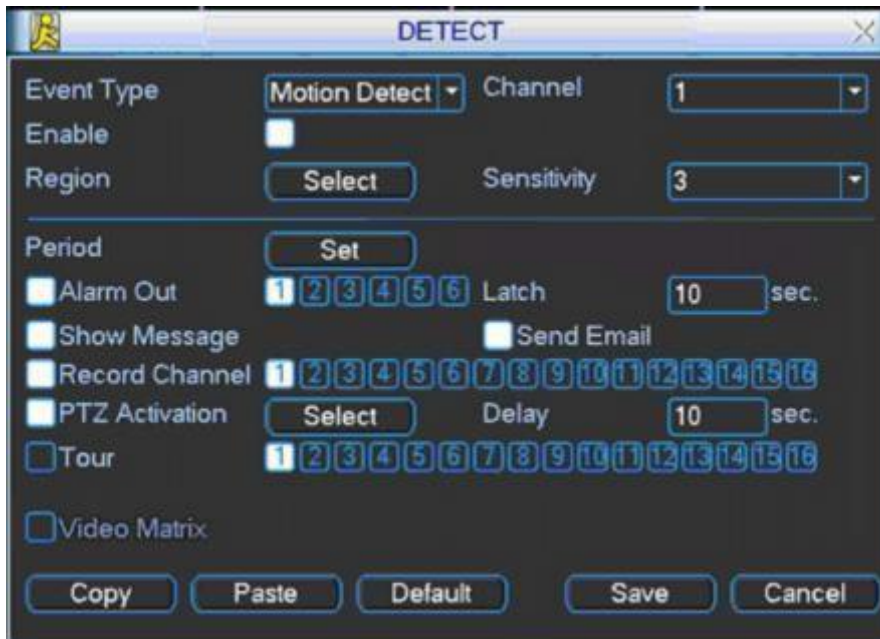 DETECT
Event Type Motion Detect Channel 1
Enable
Region Select Sensitivity 3
Period Set
Alarm Out 1 2 3 4 5 6 Latch 10 sec.
Show Message Send Email
Record Channel 1 2 3 4 5 6 7 8 9 10 11 12 13 14 15 16
PTZ Activation Select Delay 10 sec.
Tour 1 2 3 4 5 6 7 8 9 10 11 12 13 14 15 16
Video Matrix
Copy Paste Default Save Cancel